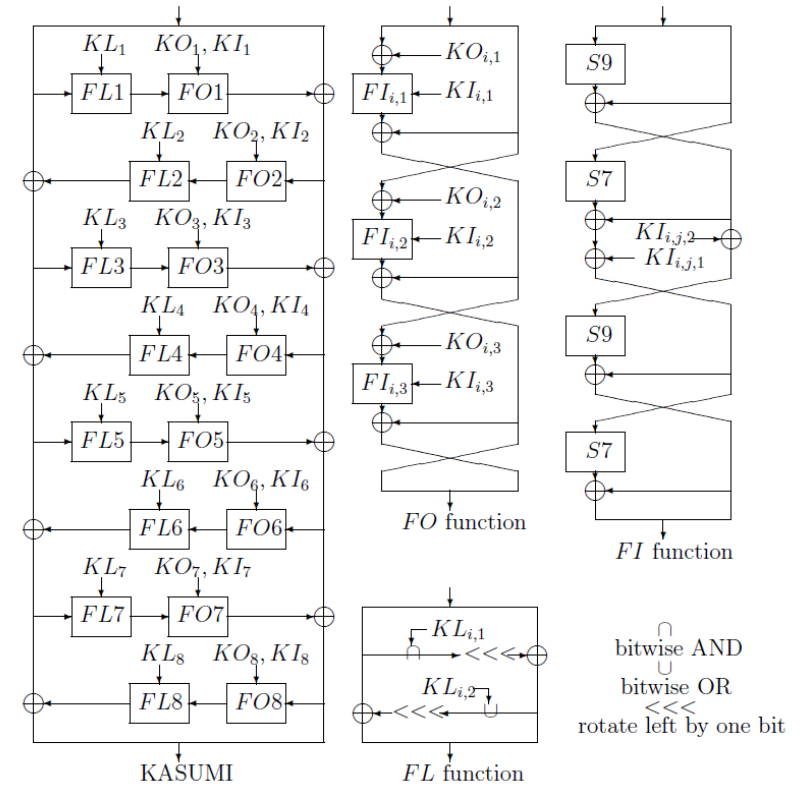 KL₁ KO₁, KI₁
FL1 FO1
KL₂ KO₂, KI₂
FL2 FO2
KL₃ KO₃, KI₃
FL3 FO3
KL₄ KO₄, KI₄
FL4 FO4
KL₅ KO₅, KI₅
FL5 FO5
KL₆ KO₆, KI₆
FL6 FO6
KL₇ KO₇, KI₇
FL7 FO7
KL₈ KO₈, KI₈
FL8 FO8
KASUMI
KOᵢ,₁
FIᵢ,₁ KIᵢ,₁
KOᵢ,₂
FIᵢ,₂ KIᵢ,₂
KOᵢ,₃
FIᵢ,₃ KIᵢ,₃
FO function
S9
S7
KIᵢ,ⱼ,₂
KIᵢ,ⱼ,₁
S9
S7
FI function
KLᵢ,₁
∩ <<<
KLᵢ,₂
<<< ∪
FL function
∩
bitwise AND
∪
bitwise OR
<<<
rotate left by one bit